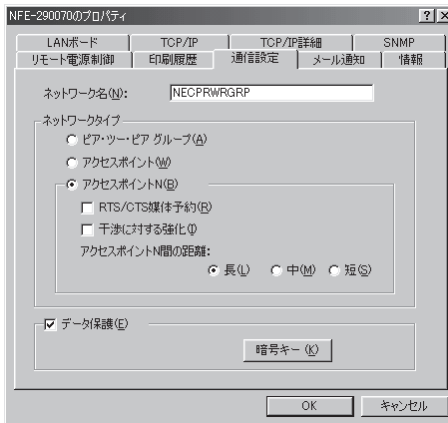 NFE-290070のプロパティ
LANボード TCP/IP TCP/IP詳細 SNMP
リモート電源制御 印刷履歴 通信設定 メール通知 情報
ネットワーク名(N): NECPRWRGRP
ネットワークタイプ
ピア・ツー・ピア グループ(A)
アクセスポイント(W)
アクセスポイントN(B)
RTS/CTS媒体予約(R)
干渉に対する強化(I)
アクセスポイントN間の距離:
長(L) 中(M) 短(S)
データ保護(E)
暗号キー (K)
OK キャンセル